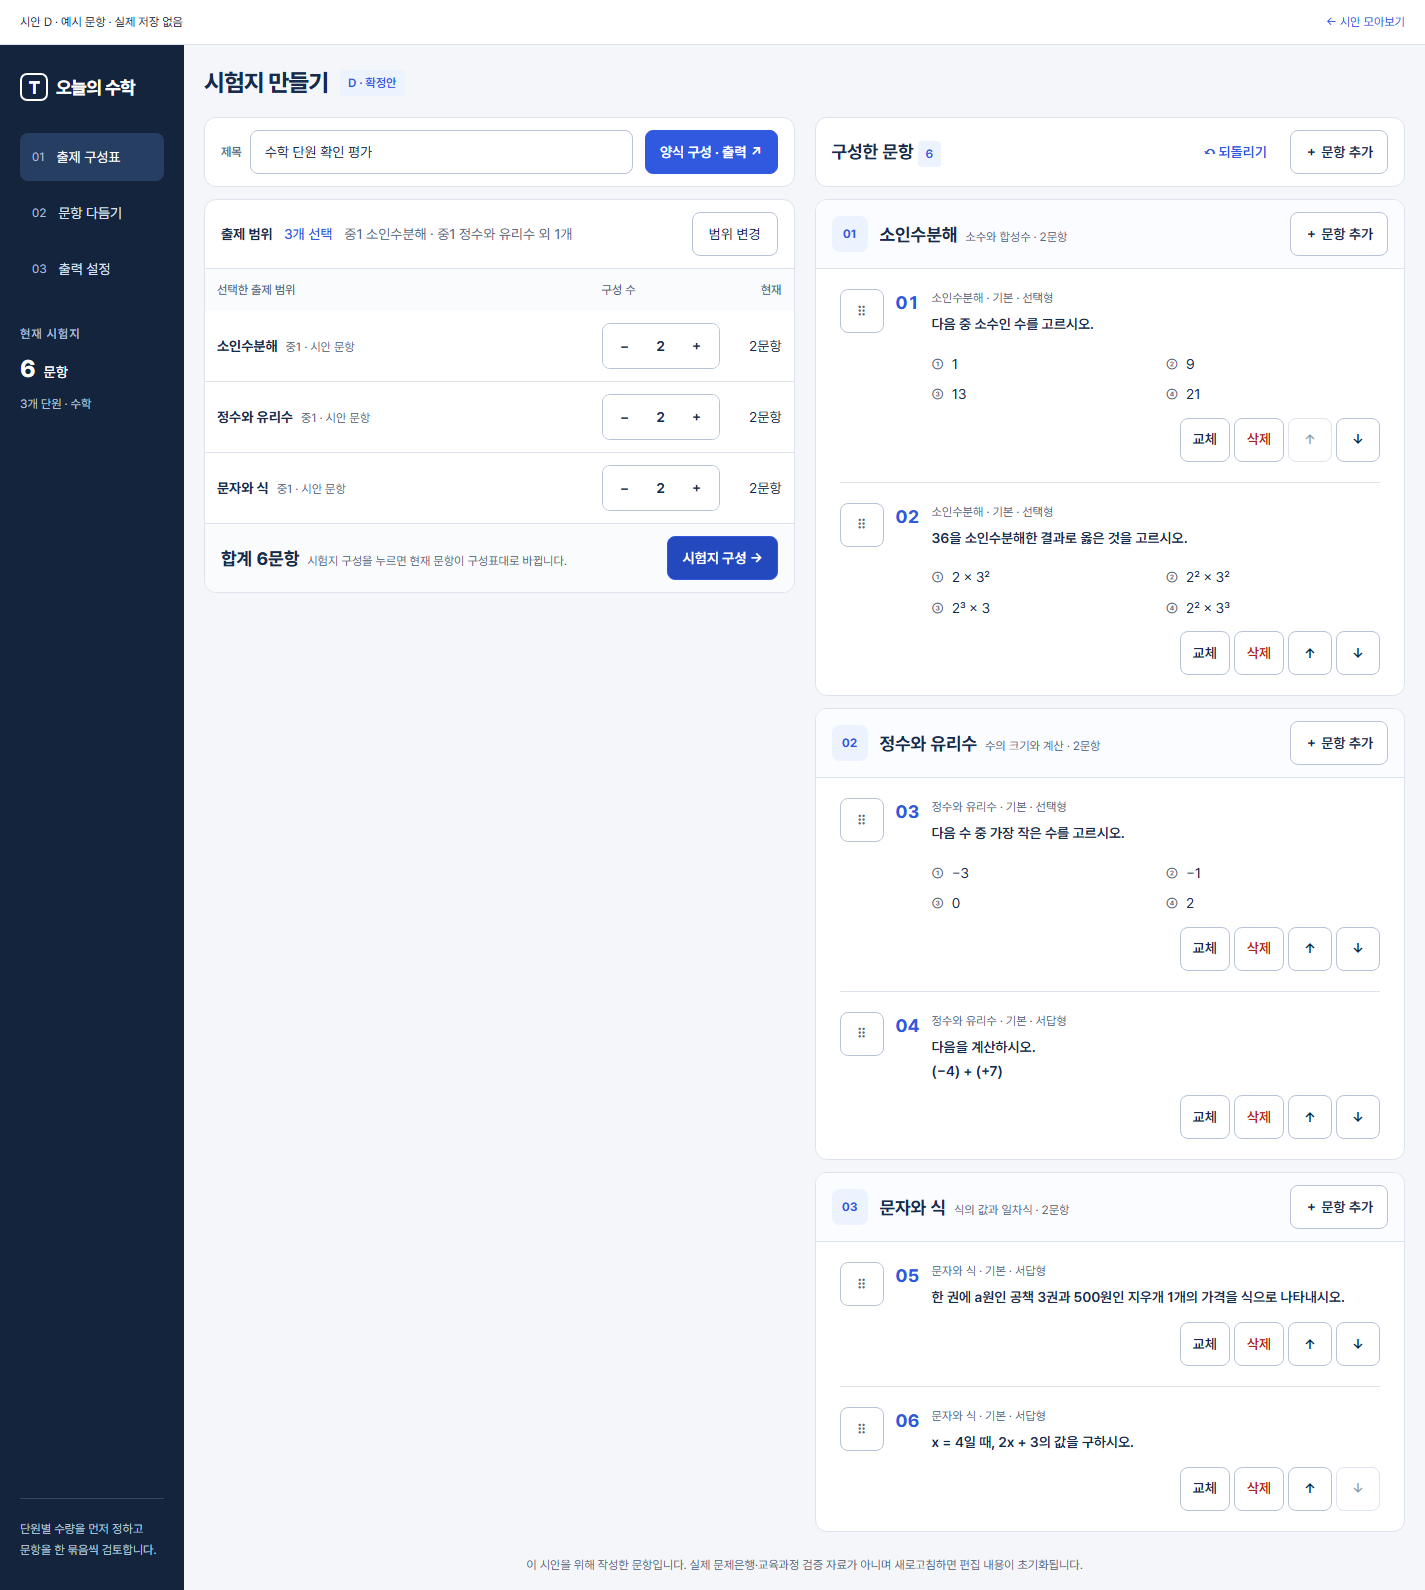 시안 D · 예시 문항 · 실제 저장 없음
← 시안 모아보기
T 오늘의 수학
01 출제 구성표
02 문항 다듬기
03 출력 설정
현재 시험지
6 문항
3개 단원 · 수학
단원별 수량을 먼저 정하고
문항을 한 묶음씩 검토합니다.
시험지 만들기 D · 확정안
제목 수학 단원 확인 평가 양식 구성 · 출력 ↗
출제 범위 3개 선택 중1 소인수분해 · 중1 정수와 유리수 외 1개 범위 변경
선택한 출제 범위 구성 수 현재
소인수분해 중1 · 시안 문항 − 2 + 2문항
정수와 유리수 중1 · 시안 문항 − 2 + 2문항
문자와 식 중1 · 시안 문항 − 2 + 2문항
합계 6문항 시험지 구성을 누르면 현재 문항이 구성표대로 바뀝니다. 시험지 구성 →
구성한 문항 6 ↶ 되돌리기 + 문항 추가
01 소인수분해 소수와 합성수 · 2문항 + 문항 추가
01 소인수분해 · 기본 · 선택형
다음 중 소수인 수를 고르시오.
① 1 ② 9
③ 13 ④ 21
교체 삭제 ↑ ↓
02 소인수분해 · 기본 · 선택형
36을 소인수분해한 결과로 옳은 것을 고르시오.
① 2 × 3² ② 2² × 3²
③ 2³ × 3 ④ 2² × 3³
교체 삭제 ↑ ↓
02 정수와 유리수 수의 크기와 계산 · 2문항 + 문항 추가
03 정수와 유리수 · 기본 · 선택형
다음 수 중 가장 작은 수를 고르시오.
① −3 ② −1
③ 0 ④ 2
교체 삭제 ↑ ↓
04 정수와 유리수 · 기본 · 서답형
다음을 계산하시오.
(−4) + (+7)
교체 삭제 ↑ ↓
03 문자와 식 식의 값과 일차식 · 2문항 + 문항 추가
05 문자와 식 · 기본 · 서답형
한 권에 a원인 공책 3권과 500원인 지우개 1개의 가격을 식으로 나타내시오.
교체 삭제 ↑ ↓
06 문자와 식 · 기본 · 서답형
x = 4일 때, 2x + 3의 값을 구하시오.
교체 삭제 ↑ ↓
이 시안을 위해 작성한 문항입니다. 실제 문제은행·교육과정 검증 자료가 아니며 새로고침하면 편집 내용이 초기화됩니다.